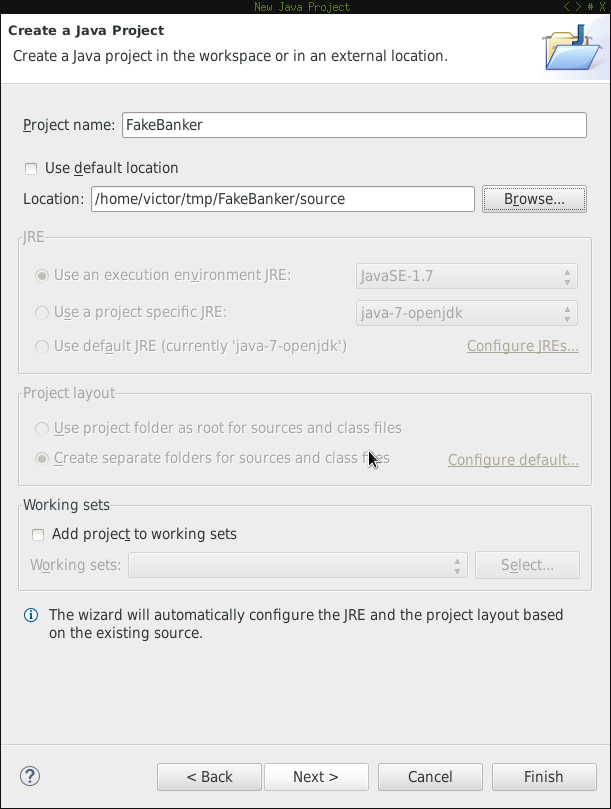 New Java Project
< > # X
Create a Java Project
Create a Java project in the workspace or in an external location.
Project name: FakeBanker
Use default location
Location: /home/victor/tmp/FakeBanker/source Browse...
JRE
Use an execution environment JRE: JavaSE-1.7
Use a project specific JRE: java-7-openjdk
Use default JRE (currently 'java-7-openjdk') Configure JREs...
Project layout
Use project folder as root for sources and class files
Create separate folders for sources and class files Configure default...
Working sets
Add project to working sets
Working sets: Select...
The wizard will automatically configure the JRE and the project layout based
on the existing source.
? < Back Next > Cancel Finish